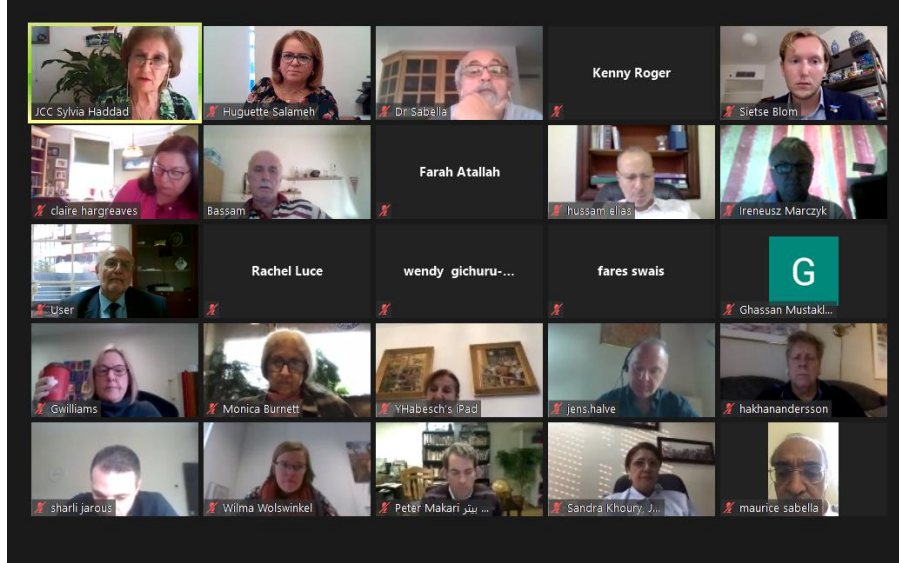 JCC Sylvia Haddad
Huguette Salameh
Dr Sabella
Kenny Roger
Sietse Blom
claire hargreaves
Bassam
Farah Atallah
hussam elias
Ireneusz Marczyk
User
Rachel Luce
wendy gichuru-...
fares swais
G
Ghassan Mustakl...
Gwilliams
Monica Burnett
YHabesch's iPad
jens.halve
hakhanandersson
sharli jarous
Wilma Wolswinkel
Peter Makari بيتر ...
Sandra Khoury, J...
maurice sabella